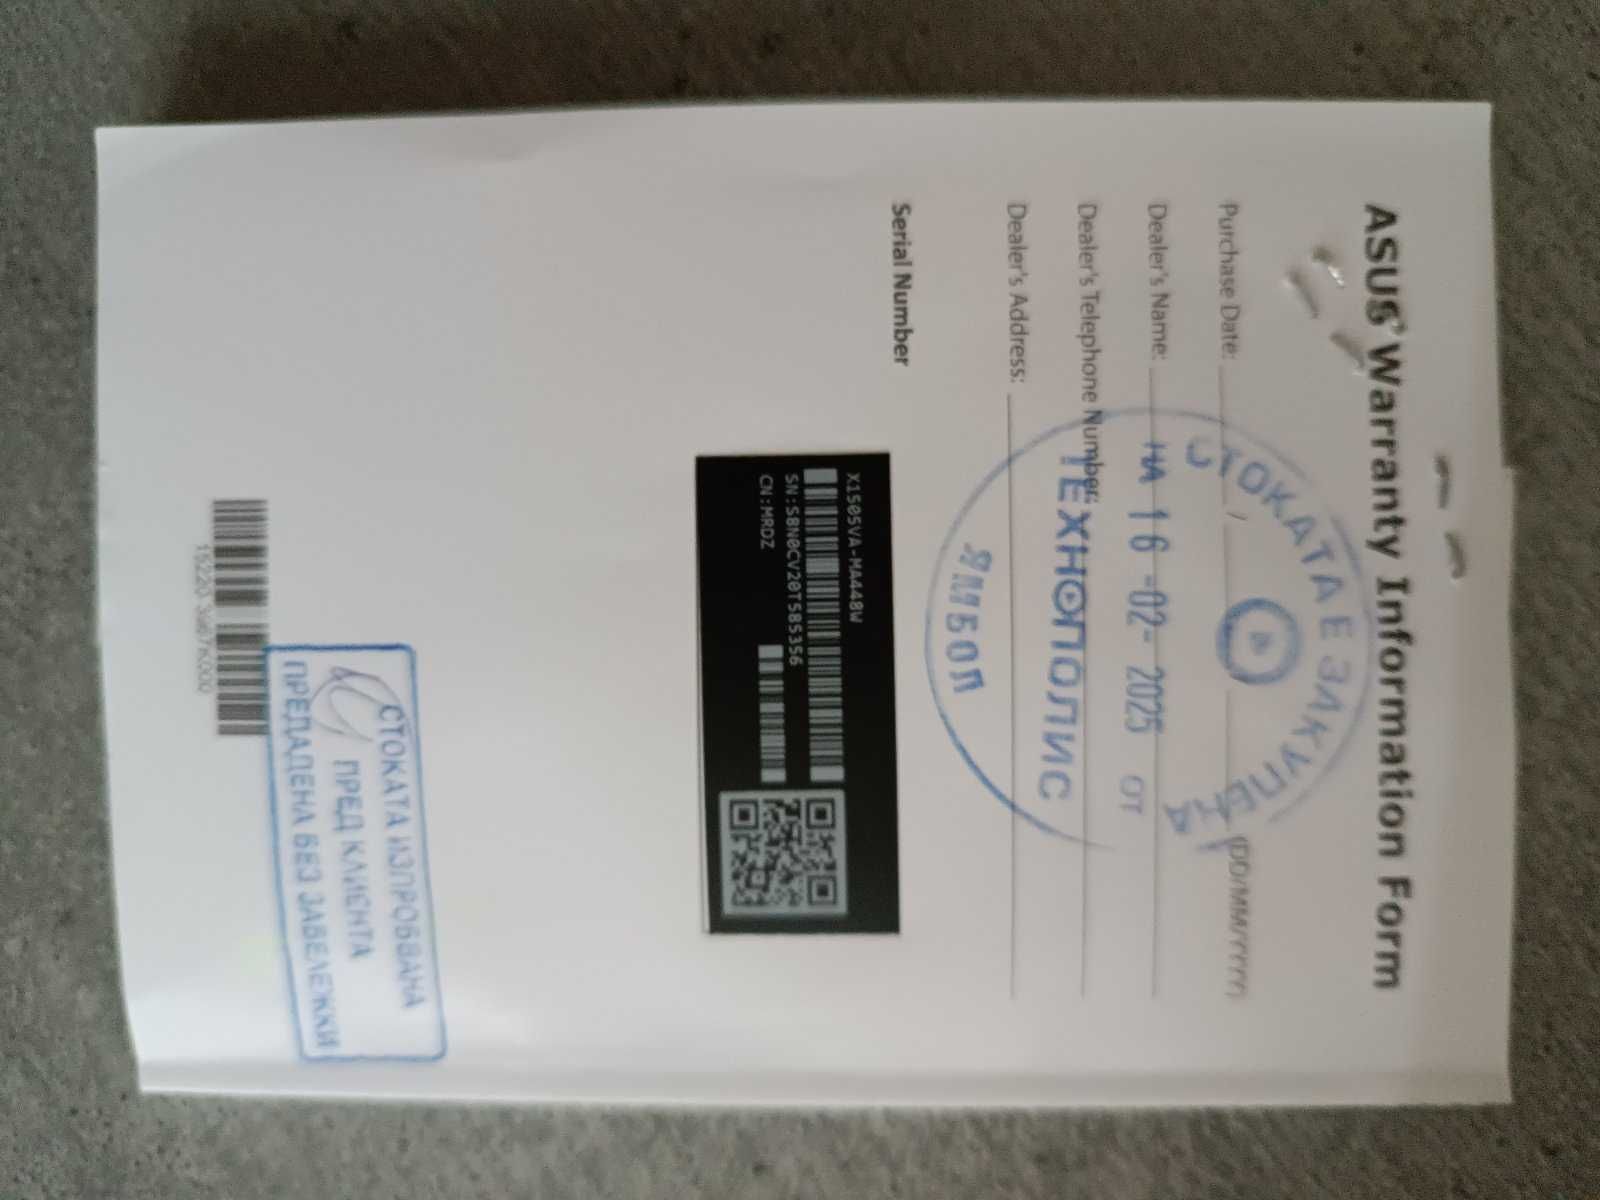 ASUS Warranty Information Form
Purchase Date: / (DD/MM/YYYY)
Dealer's Name:
Dealer's Telephone Number:
Dealer's Address:
СТОКАТА Е ЗАКУПЕНА
НА 16 -02- 2025 ОТ
ТЕХНОПОЛИС
ЯМБОЛ
Serial Number
X1505VA-MA448W
SN:S8N0CV20T585356
CN:MRDZ
СТОКАТА ИЗПРОБВАНА
ПРЕД КЛИЕНТА
ПРЕДАДЕНА БЕЗ ЗАБЕЛЕЖКИ